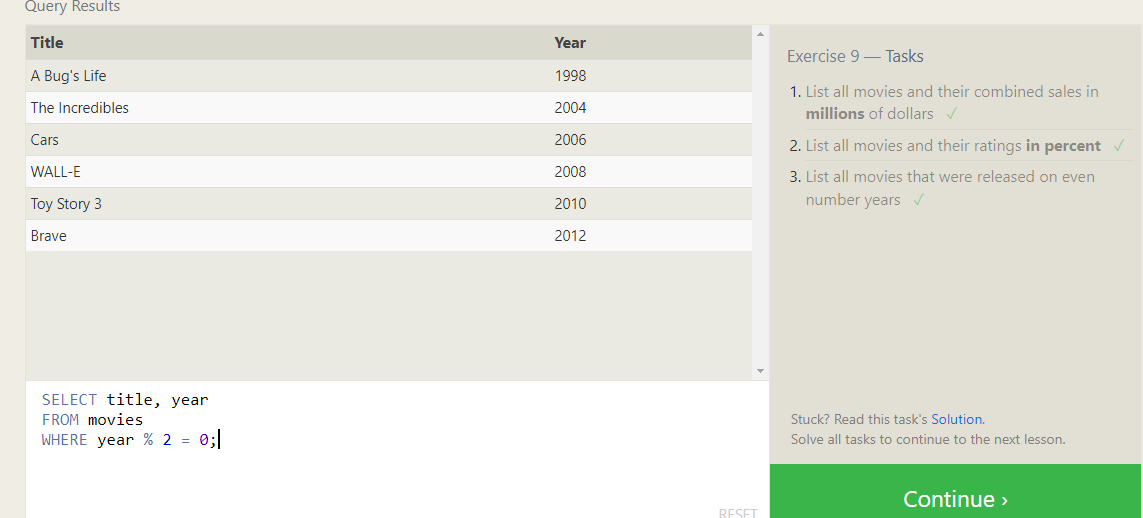 Query Results
Title Year
A Bug's Life 1998
The Incredibles 2004
Cars 2006
WALL-E 2008
Toy Story 3 2010
Brave 2012
SELECT title, year
FROM movies
WHERE year % 2 = 0;
RESET
Exercise 9 — Tasks
1. List all movies and their combined sales in
millions of dollars ✓
2. List all movies and their ratings in percent ✓
3. List all movies that were released on even
number years ✓
Stuck? Read this task's Solution.
Solve all tasks to continue to the next lesson.
Continue ›